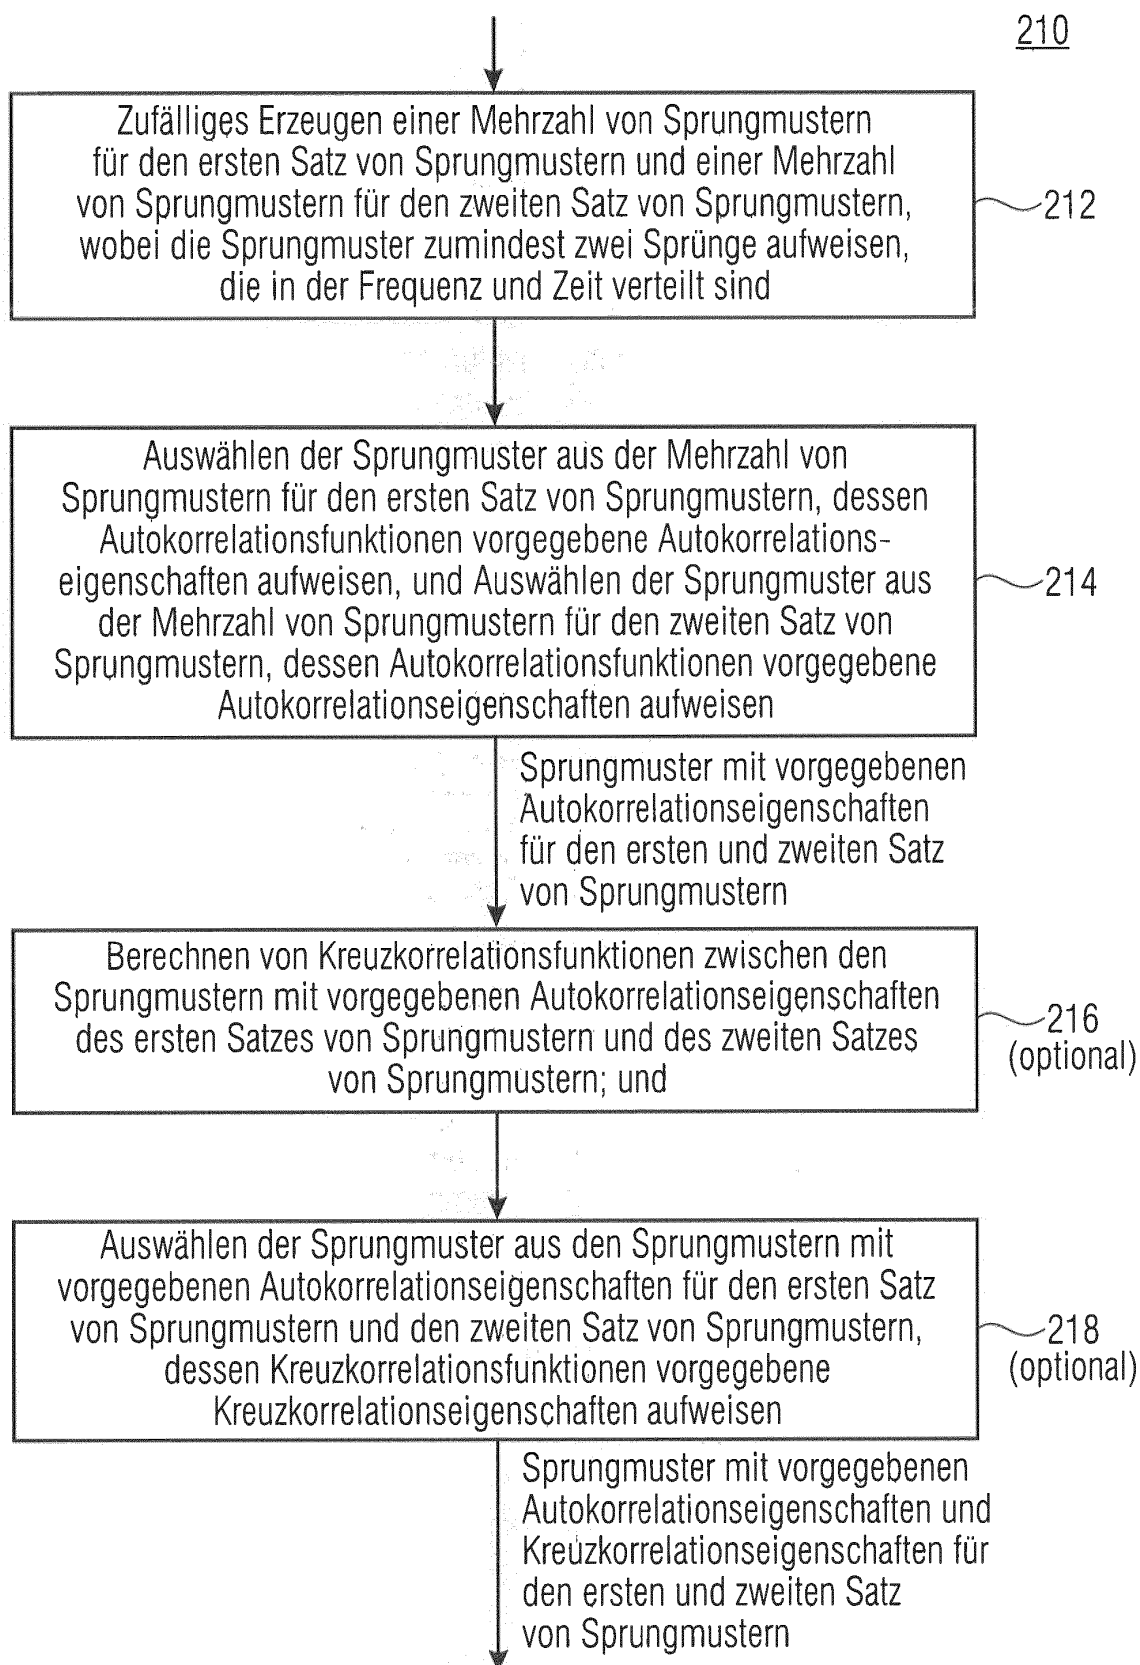 210
Zufälliges Erzeugen einer Mehrzahl von Sprungmustern
für den ersten Satz von Sprungmustern und einer Mehrzahl
von Sprungmustern für den zweiten Satz von Sprungmustern,
wobei die Sprungmuster zumindest zwei Sprünge aufweisen,
die in der Frequenz und Zeit verteilt sind
212
Auswählen der Sprungmuster aus der Mehrzahl von
Sprungmustern für den ersten Satz von Sprungmustern, dessen
Autokorrelationsfunktionen vorgegebene Autokorrelations-
eigenschaften aufweisen, und Auswählen der Sprungmuster aus
der Mehrzahl von Sprungmustern für den zweiten Satz von
Sprungmustern, dessen Autokorrelationsfunktionen vorgegebene
Autokorrelationseigenschaften aufweisen
214
Sprungmuster mit vorgegebenen
Autokorrelationseigenschaften
für den ersten und zweiten Satz
von Sprungmustern
Berechnen von Kreuzkorrelationsfunktionen zwischen den
Sprungmustern mit vorgegebenen Autokorrelationseigenschaften
des ersten Satzes von Sprungmustern und des zweiten Satzes
von Sprungmustern; und
216
(optional)
Auswählen der Sprungmuster aus den Sprungmustern mit
vorgegebenen Autokorrelationseigenschaften für den ersten Satz
von Sprungmustern und den zweiten Satz von Sprungmustern,
dessen Kreuzkorrelationsfunktionen vorgegebene
Kreuzkorrelationseigenschaften aufweisen
218
(optional)
Sprungmuster mit vorgegebenen
Autokorrelationseigenschaften und
Kreuzkorrelationseigenschaften für
den ersten und zweiten Satz
von Sprungmustern